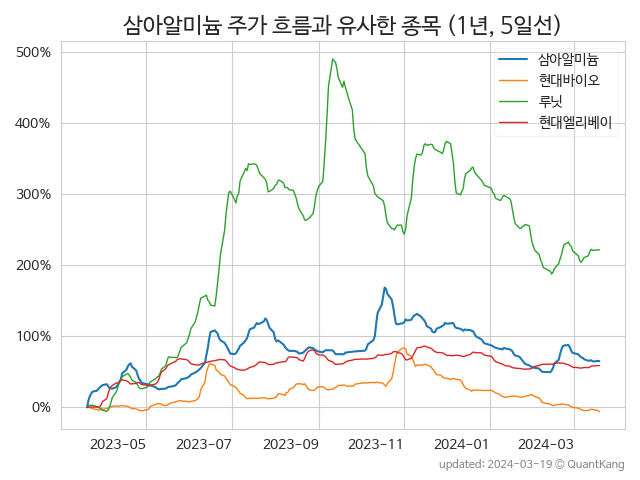 삼아알미늄 주가 흐름과 유사한 종목 (1년, 5일선)
500%
400%
300%
200%
100%
0%
삼아알미늄
현대바이오
루닛
현대엘리베이
2023-05 2023-07 2023-09 2023-11 2024-01 2024-03
updated: 2024-03-19 © QuantKang